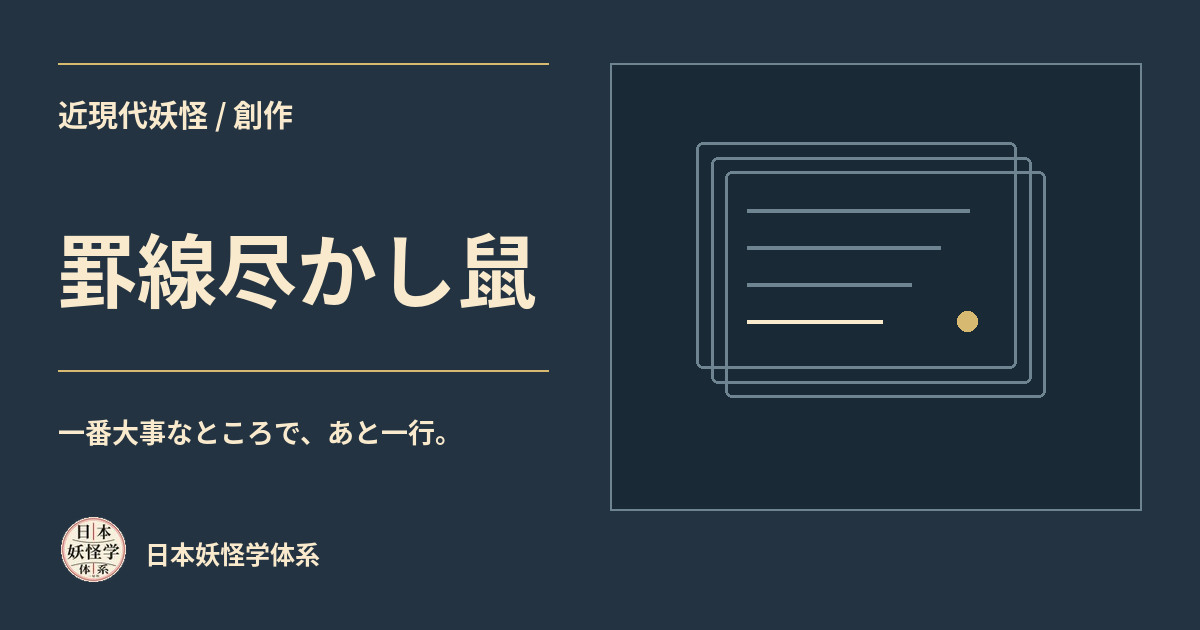 近現代妖怪 / 創作
罫線尽かし鼠
一番大事なところで、あと一行。
日本
妖怪学
体系
日本妖怪学体系